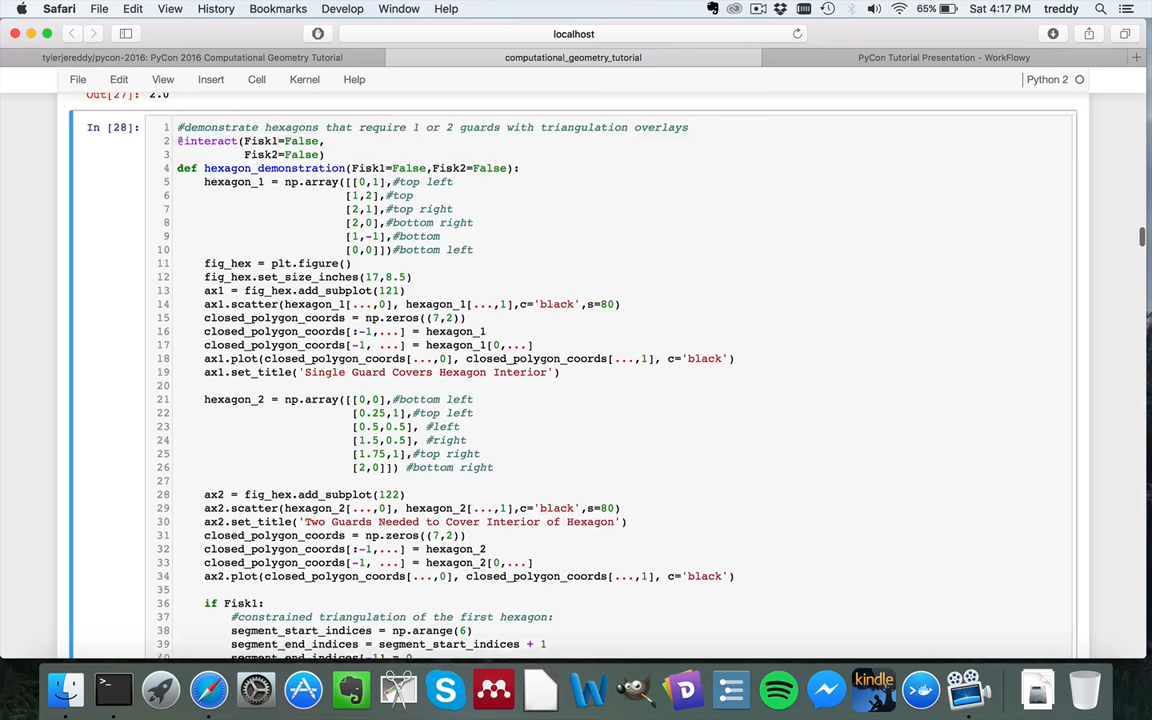 Safari File Edit View History Bookmarks Develop Window Help 65% Sat 4:17 PM treddy
localhost
tylerjereddy/pycon-2016: PyCon 2016 Computational Geometry Tutorial computational_geometry_tutorial PyCon Tutorial Presentation - WorkFlowy
File Edit View Insert Cell Kernel Help Python 2
Out[27]: 2.0
In [28]:
1 #demonstrate hexagons that require 1 or 2 guards with triangulation overlays
2 @interact(Fisk1=False,
3 Fisk2=False)
4 def hexagon_demonstration(Fisk1=False,Fisk2=False):
5 hexagon_1 = np.array([[0,1],#top left
6 [1,2],#top
7 [2,1],#top right
8 [2,0],#bottom right
9 [1,-1],#bottom
10 [0,0]])#bottom left
11 fig_hex = plt.figure()
12 fig_hex.set_size_inches(17,8.5)
13 ax1 = fig_hex.add_subplot(121)
14 ax1.scatter(hexagon_1[...,0], hexagon_1[...,1],c='black',s=80)
15 closed_polygon_coords = np.zeros((7,2))
16 closed_polygon_coords[:-1,...] = hexagon_1
17 closed_polygon_coords[-1, ...] = hexagon_1[0,...]
18 ax1.plot(closed_polygon_coords[...,0], closed_polygon_coords[...,1], c='black')
19 ax1.set_title('Single Guard Covers Hexagon Interior')
20
21 hexagon_2 = np.array([[0,0],#bottom left
22 [0.25,1],#top left
23 [0.5,0.5], #left
24 [1.5,0.5], #right
25 [1.75,1],#top right
26 [2,0]]) #bottom right
27
28 ax2 = fig_hex.add_subplot(122)
29 ax2.scatter(hexagon_2[...,0], hexagon_2[...,1],c='black',s=80)
30 ax2.set_title('Two Guards Needed to Cover Interior of Hexagon')
31 closed_polygon_coords = np.zeros((7,2))
32 closed_polygon_coords[:-1,...] = hexagon_2
33 closed_polygon_coords[-1, ...] = hexagon_2[0,...]
34 ax2.plot(closed_polygon_coords[...,0], closed_polygon_coords[...,1], c='black')
35
36 if Fisk1:
37 #constrained triangulation of the first hexagon:
38 segment_start_indices = np.arange(6)
39 segment_end_indices = segment_start_indices + 1
40 segment_end_indices[-1] = 0
kindle